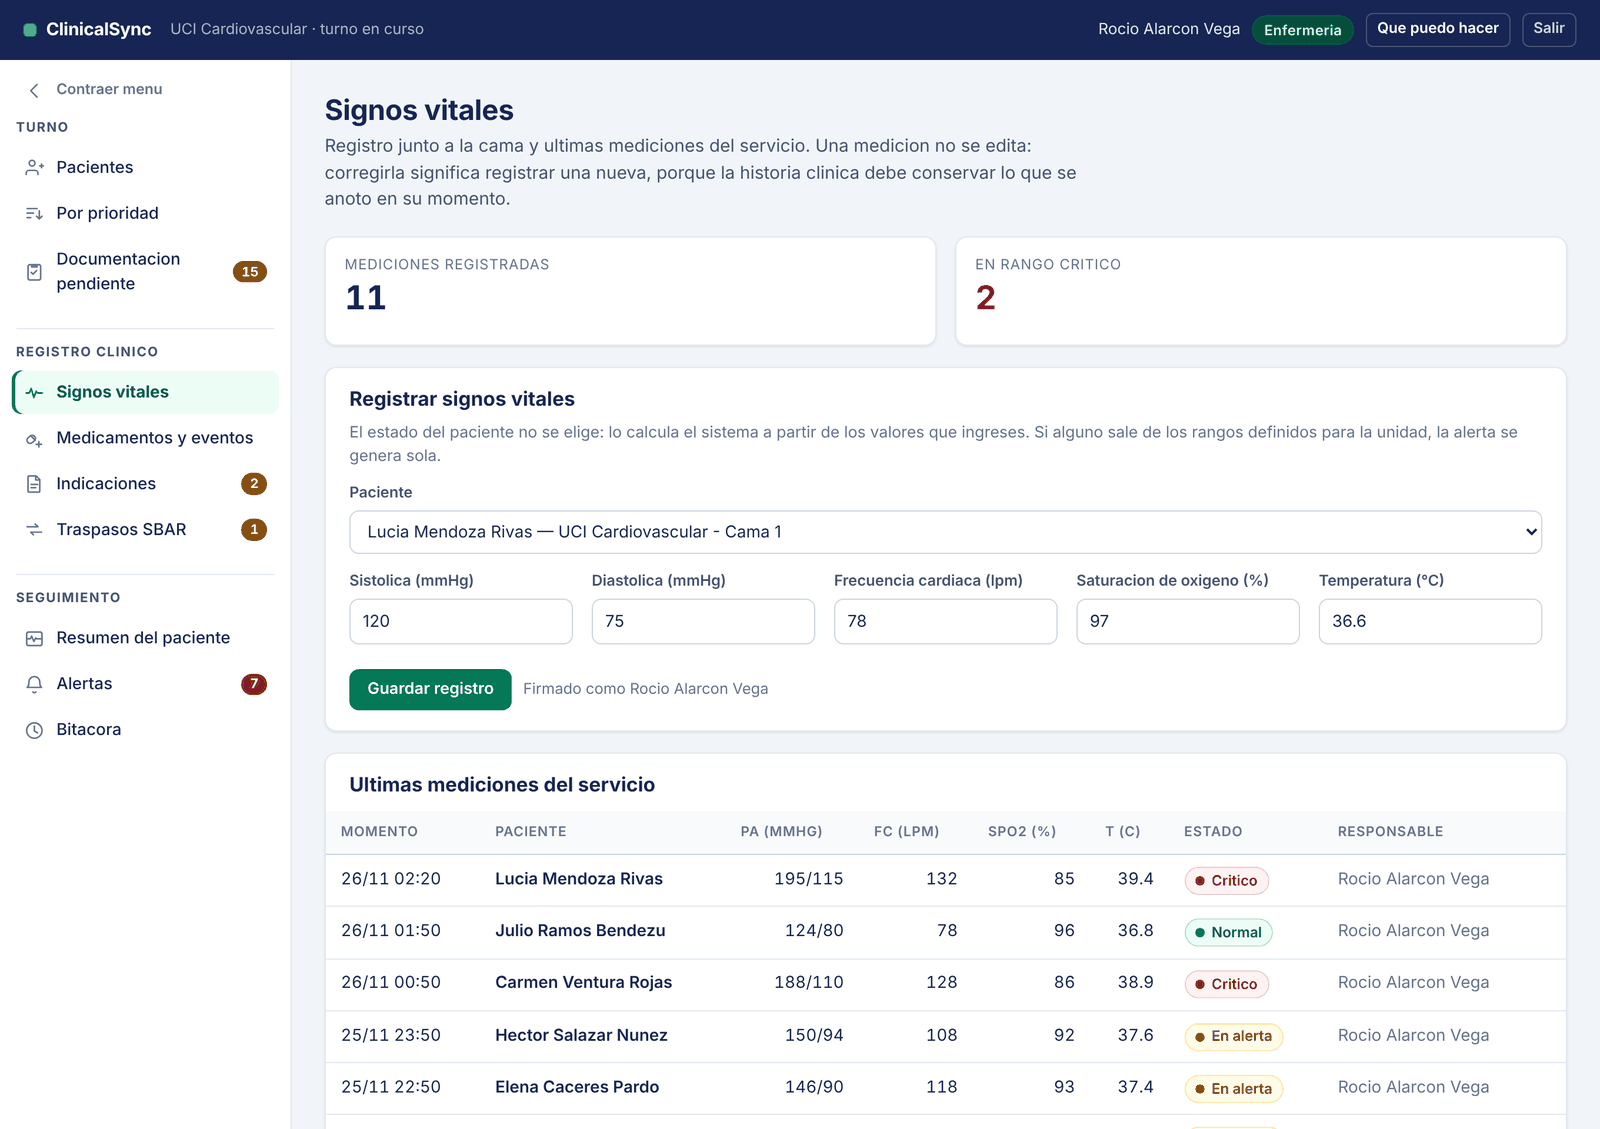 ClinicalSync
UCI Cardiovascular · turno en curso
Rocio Alarcon Vega
Enfermeria
Que puedo hacer
Salir
Contraer menu
TURNO
Pacientes
Por prioridad
Documentacion
pendiente
15
REGISTRO CLINICO
Signos vitales
Medicamentos y eventos
Indicaciones
2
Traspasos SBAR
1
SEGUIMIENTO
Resumen del paciente
Alertas
7
Bitacora
Signos vitales
Registro junto a la cama y ultimas mediciones del servicio. Una medicion no se edita:
corregirla significa registrar una nueva, porque la historia clinica debe conservar lo que se
anoto en su momento.
MEDICIONES REGISTRADAS
11
EN RANGO CRITICO
2
Registrar signos vitales
El estado del paciente no se elige: lo calcula el sistema a partir de los valores que ingreses. Si alguno sale de los rangos definidos para la unidad, la alerta se
genera sola.
Paciente
Lucia Mendoza Rivas — UCI Cardiovascular - Cama 1
Sistolica (mmHg) Diastolica (mmHg) Frecuencia cardiaca (lpm) Saturacion de oxigeno (%) Temperatura (°C)
120 75 78 97 36.6
Guardar registro Firmado como Rocio Alarcon Vega
Ultimas mediciones del servicio
MOMENTO PACIENTE PA (MMHG) FC (LPM) SPO2 (%) T (C) ESTADO RESPONSABLE
26/11 02:20 Lucia Mendoza Rivas 195/115 132 85 39.4 Critico Rocio Alarcon Vega
26/11 01:50 Julio Ramos Bendezu 124/80 78 96 36.8 Normal Rocio Alarcon Vega
26/11 00:50 Carmen Ventura Rojas 188/110 128 86 38.9 Critico Rocio Alarcon Vega
25/11 23:50 Hector Salazar Nunez 150/94 108 92 37.6 En alerta Rocio Alarcon Vega
25/11 22:50 Elena Caceres Pardo 146/90 118 93 37.4 En alerta Rocio Alarcon Vega